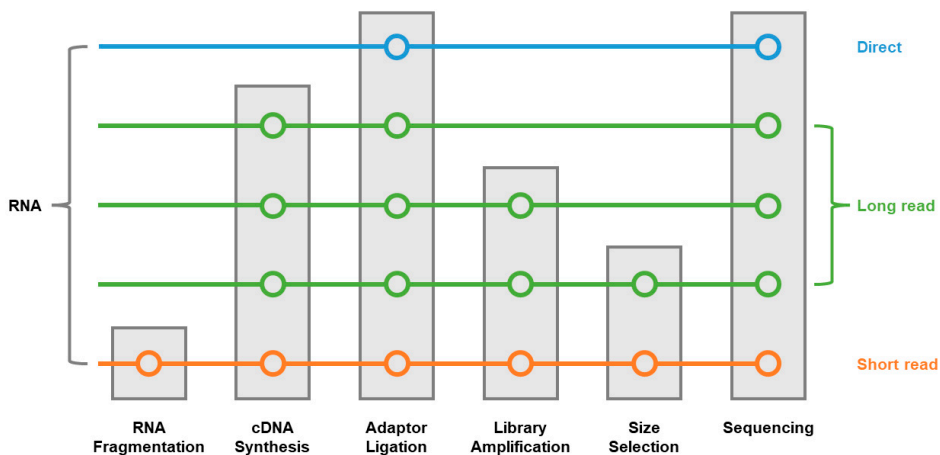 Direct
RNA
Long read
Short read
RNA
Fragmentation
cDNA
Synthesis
Adaptor
Ligation
Library
Amplification
Size
Selection
Sequencing